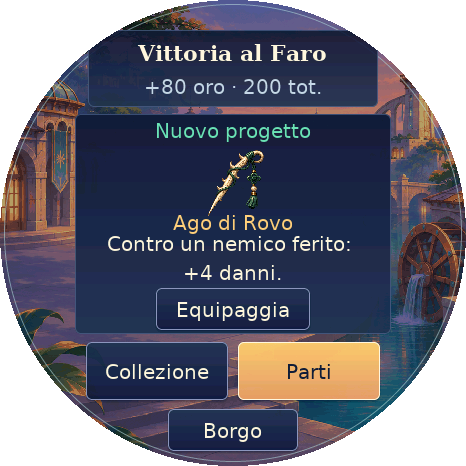 Vittoria al Faro
+80 oro · 200 tot.
Nuovo progetto
Ago di Rovo
Contro un nemico ferito:
+4 danni.
Equipaggia
Collezione
Parti
Borgo